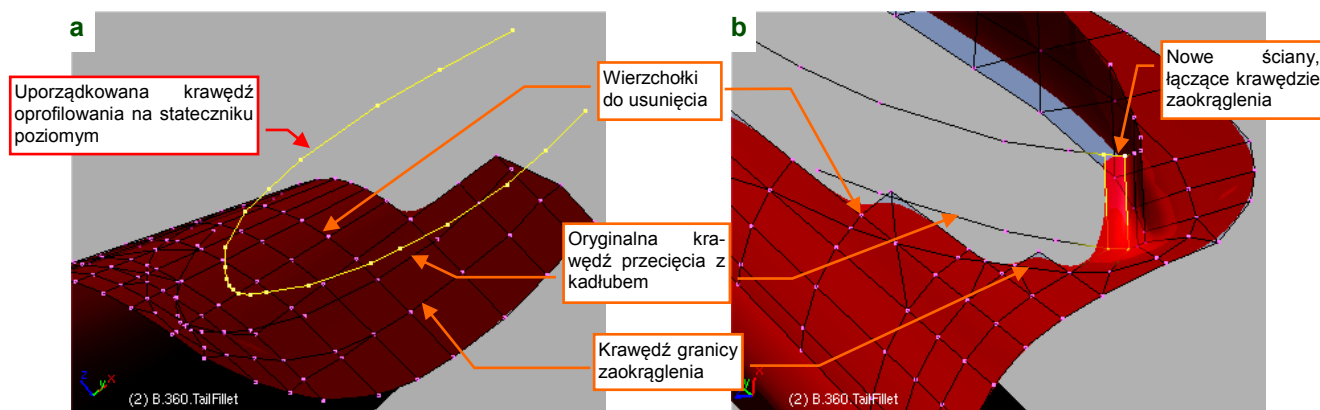 a
b
Uporządkowana krawędź
oprofilowania na stateczniku
poziomym
Wierzchołki
do usunięcia
Nowe ściany,
łączące krawędzie
zaokrąglenia
Oryginalna kra-
wędź przecięcia z
kadłubem
Krawędź granicy
zaokrąglenia
z
y
x
(2) B.360.TailFillet
(2) B.360.TailFillet